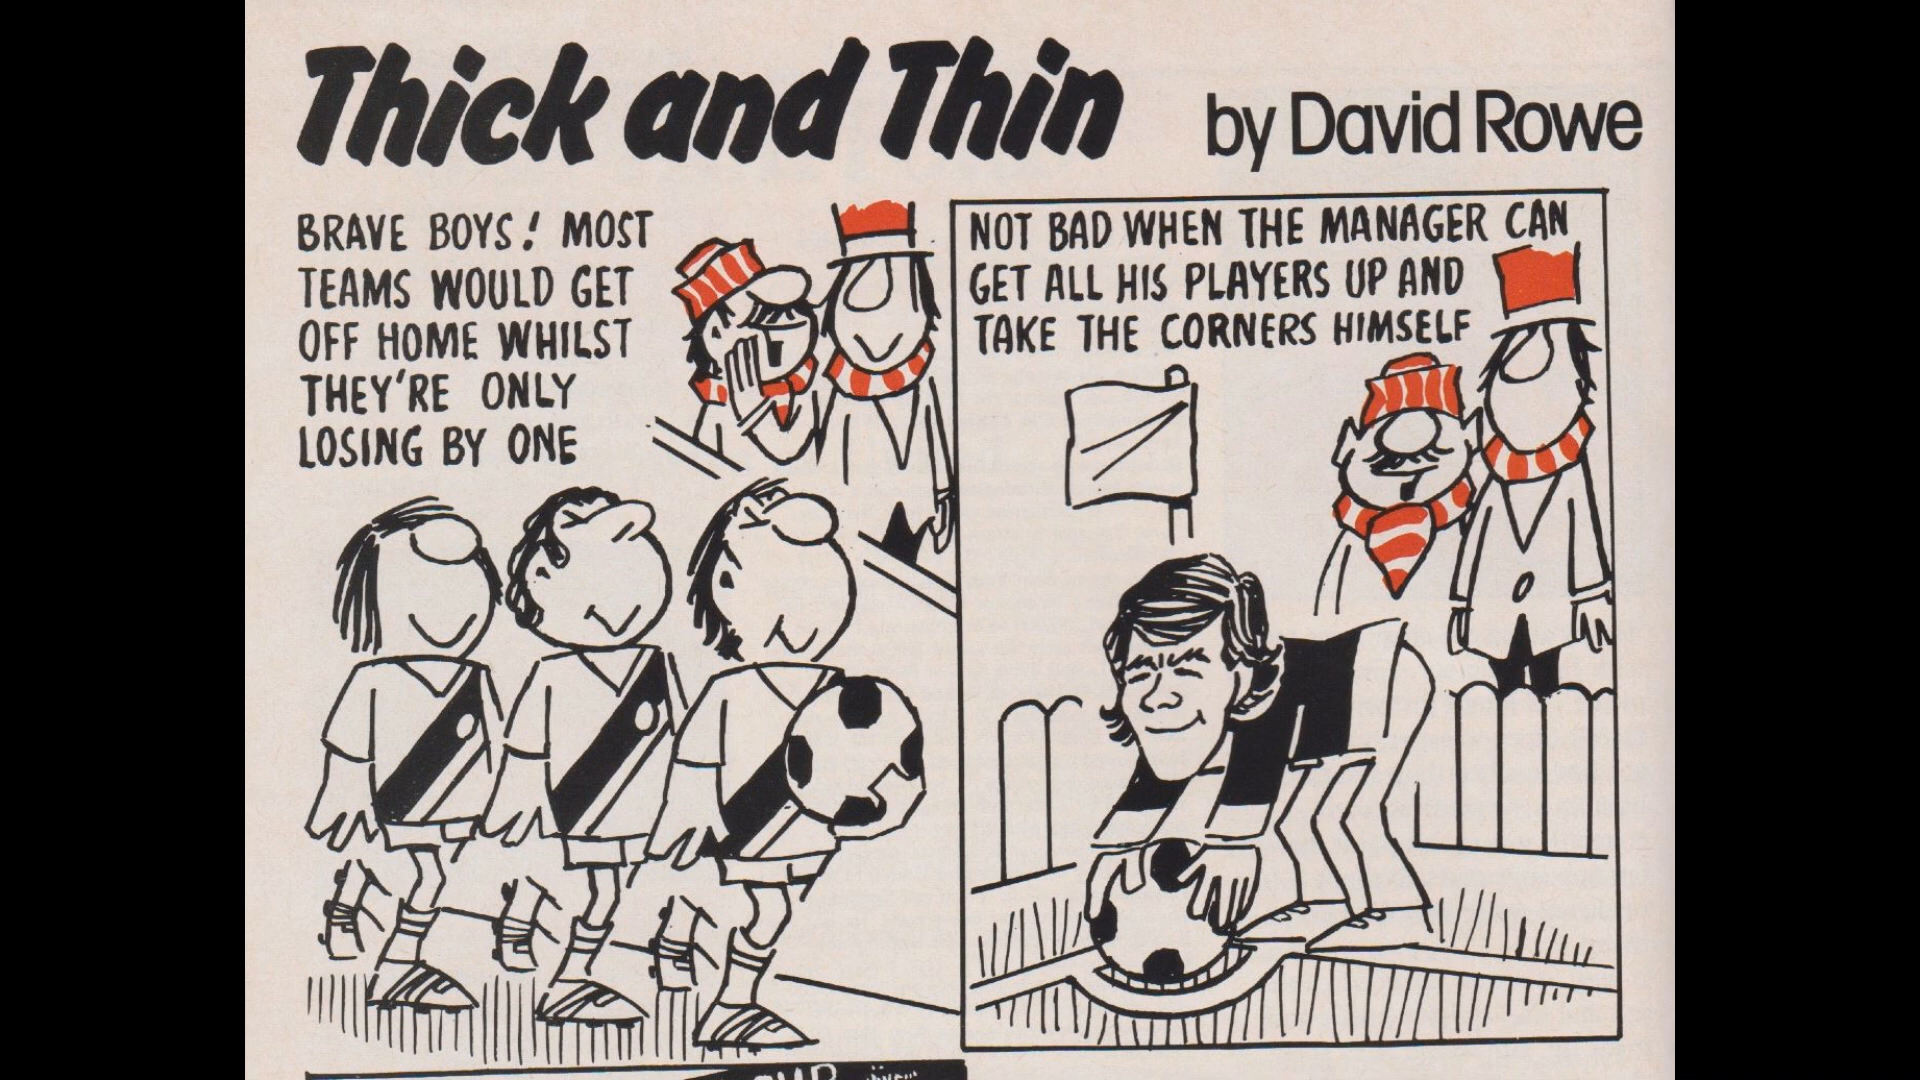 Thick and Thin
by David Rowe
BRAVE BOYS! MOST
TEAMS WOULD GET
OFF HOME WHILST
THEY'RE ONLY
LOSING BY ONE
NOT BAD WHEN THE MANAGER CAN
GET ALL HIS PLAYERS UP AND
TAKE THE CORNERS HIMSELF